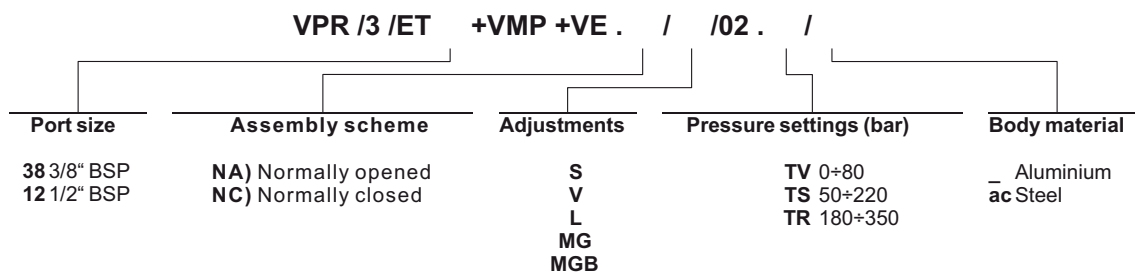 VPR /3 /ET +VMP +VE . / /02 . /
Port size Assembly scheme Adjustments Pressure settings (bar) Body material
38 3/8“ BSP NA) Normally opened S TV 0÷80 _ Aluminium
12 1/2“ BSP NC) Normally closed V TS 50÷220 ac Steel
L TR 180÷350
MG
MGB